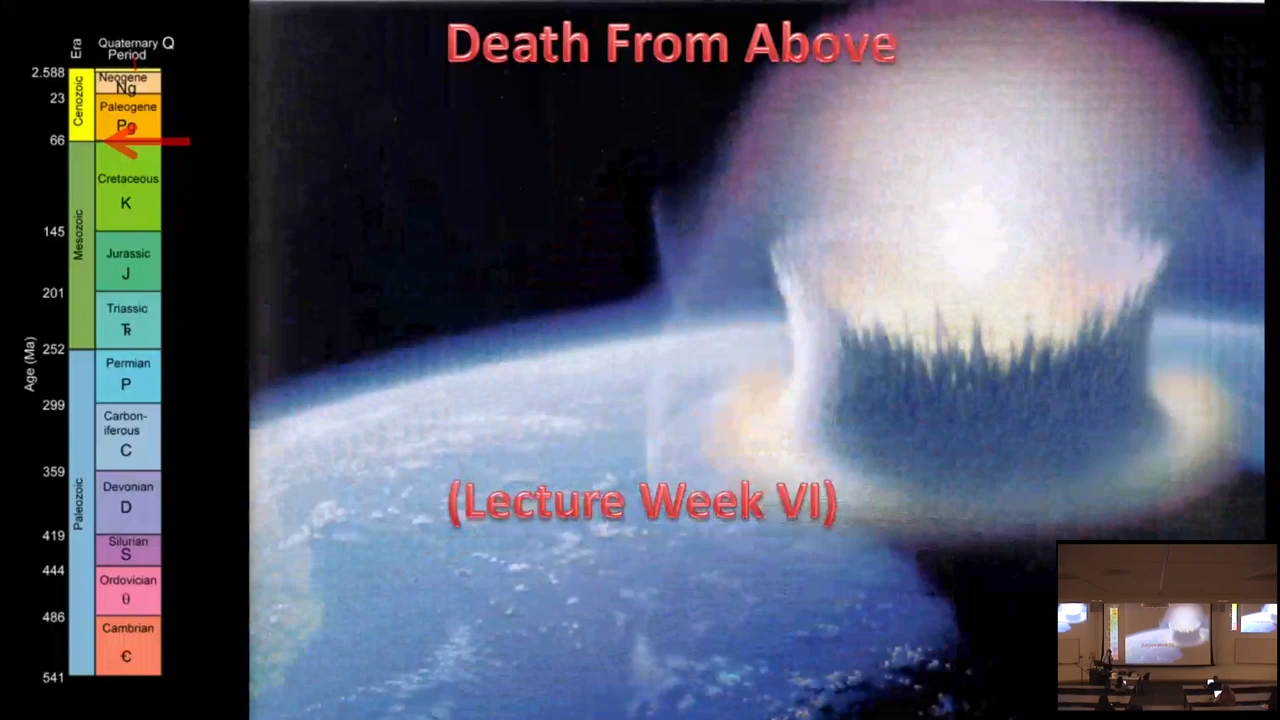 Death From Above
(Lecture Week VI)
Era
Quaternary Q
Period
2.588
Neogene
Ng
23
Paleogene
Pg
66
Cenozoic
Cretaceous
K
145
Jurassic
J
201
Triassic
Ŧʀ
252
Mesozoic
Permian
P
299
Carbon-
iferous
C
359
Devonian
D
419
Silurian
S
444
Ordovician
θ
486
Cambrian
Ꞓ
541
Paleozoic
Age (Ma)